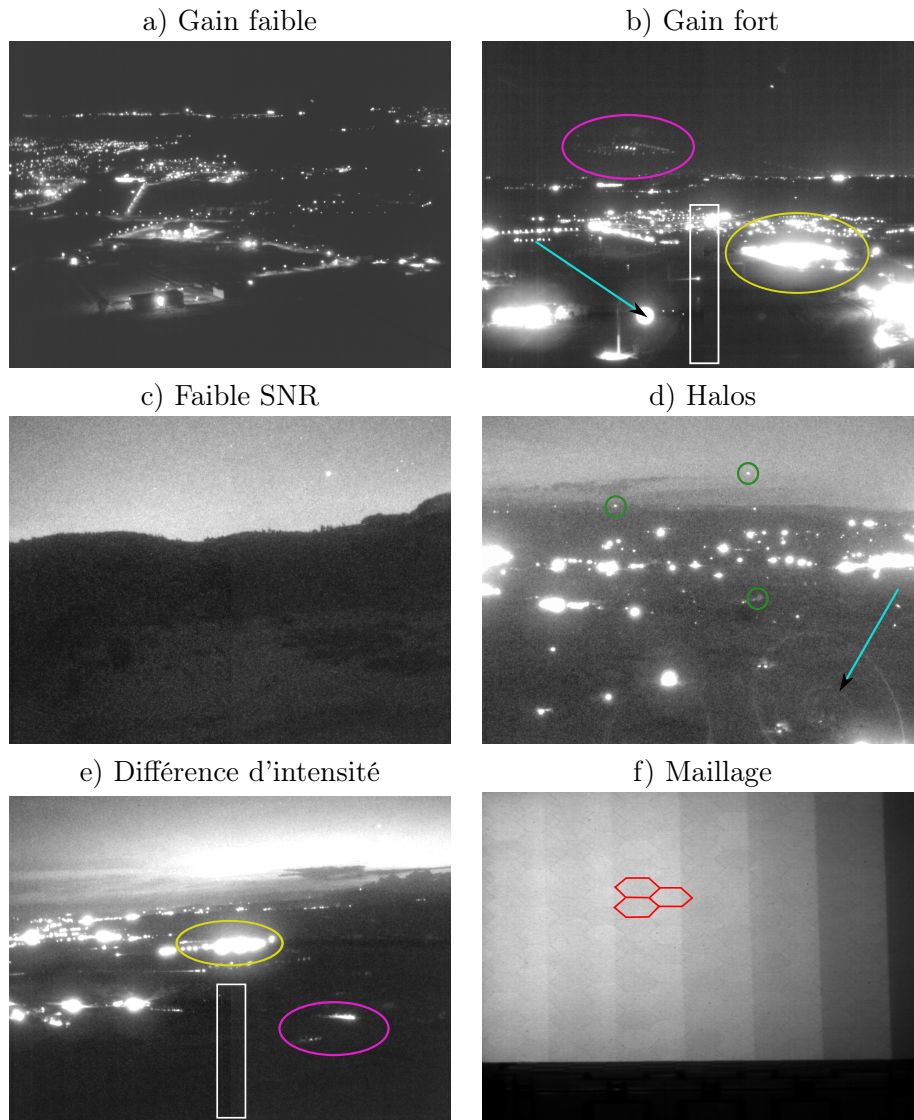 a) Gain faible
b) Gain fort
c) Faible SNR
d) Halos
e) Différence d'intensité
f) Maillage